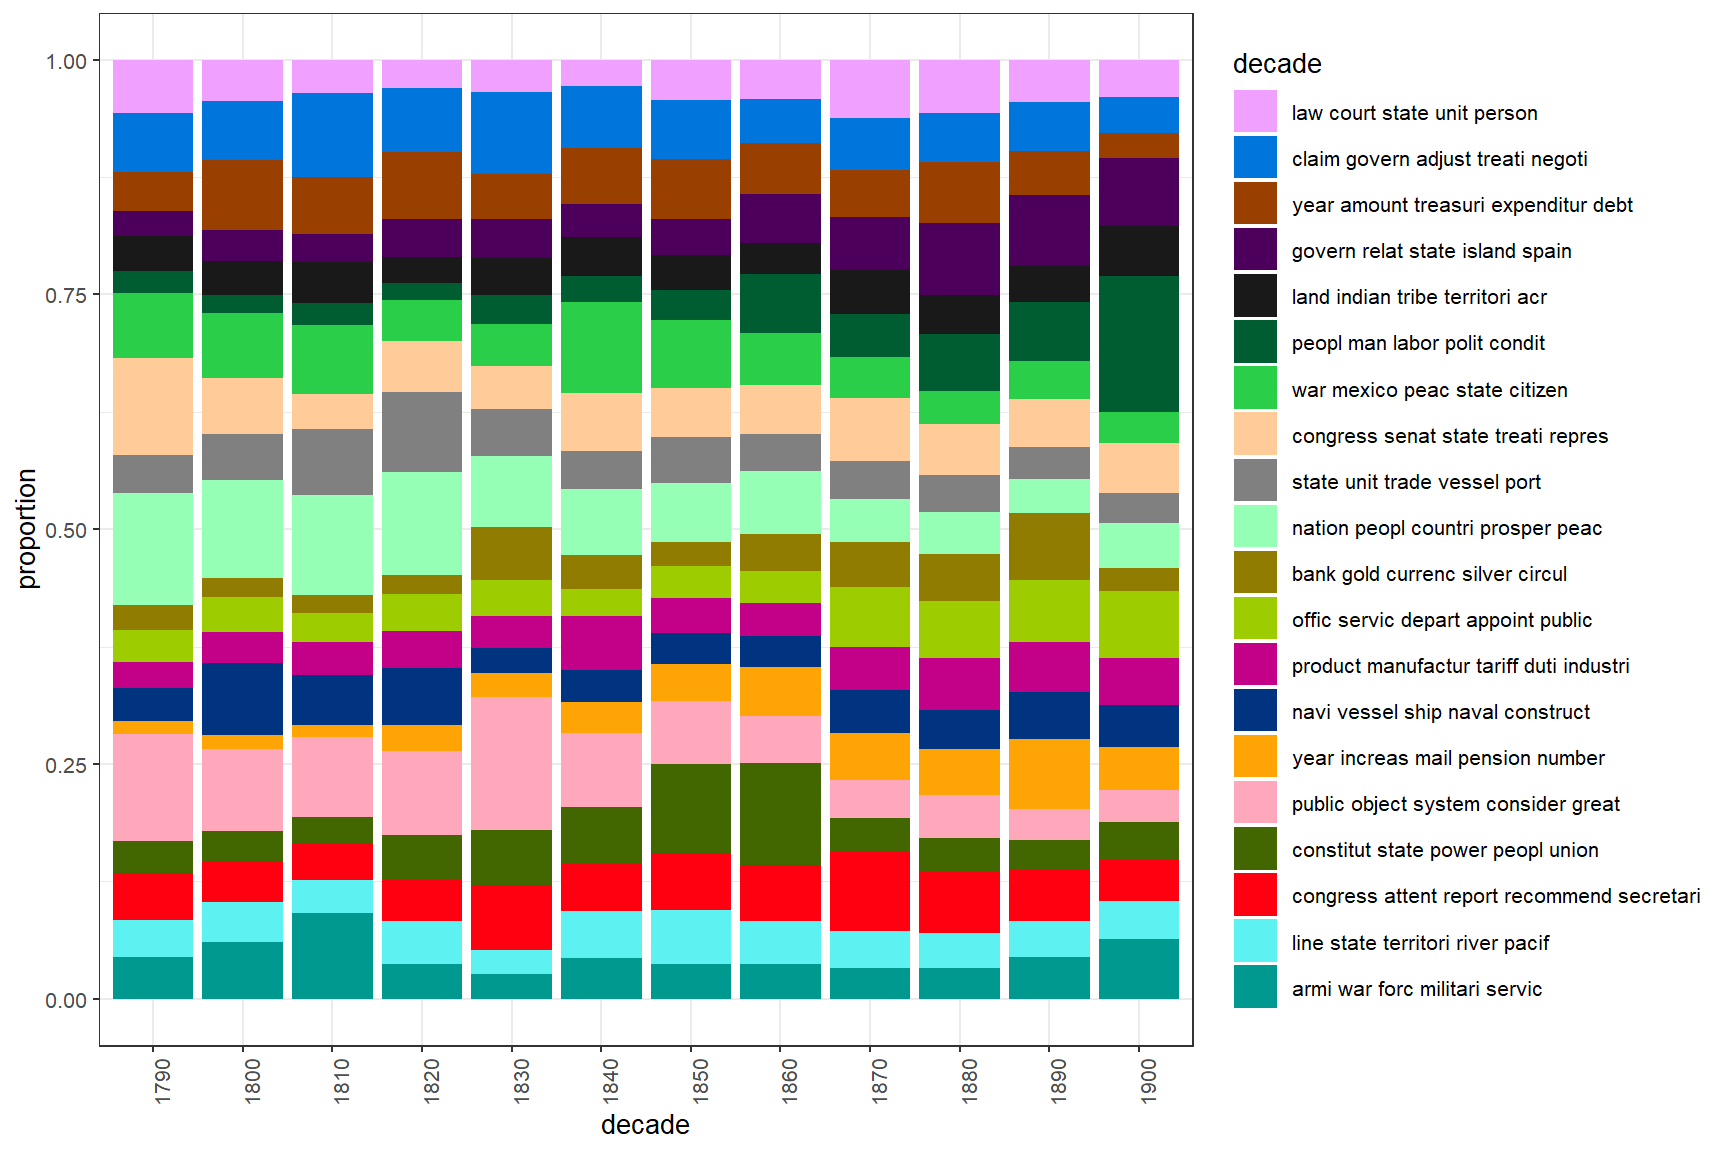 1.00
0.75
0.50
0.25
0.00
proportion
1790
1800
1810
1820
1830
1840
1850
1860
1870
1880
1890
1900
decade
decade
law court state unit person
claim govern adjust treati negoti
year amount treasuri expenditur debt
govern relat state island spain
land indian tribe territori acr
peopl man labor polit condit
war mexico peac state citizen
congress senat state treati repres
state unit trade vessel port
nation peopl countri prosper peac
bank gold currenc silver circul
offic servic depart appoint public
product manufactur tariff duti industri
navi vessel ship naval construct
year increas mail pension number
public object system consider great
constitut state power peopl union
congress attent report recommend secretari
line state territori river pacif
armi war forc militari servic